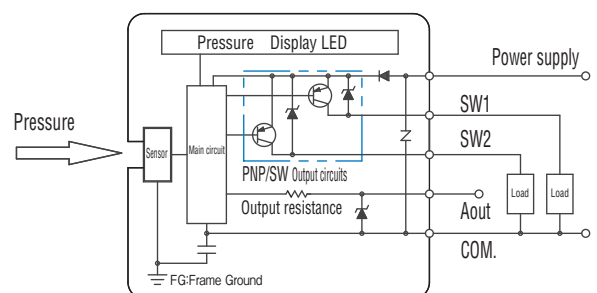 Pressure Display LED
Power supply
SW1
Pressure
SW2
Sensor
Main circuit
PNP/SW Output circuits
Load
Load
Output resistance
Aout
COM.
FG:Frame Ground